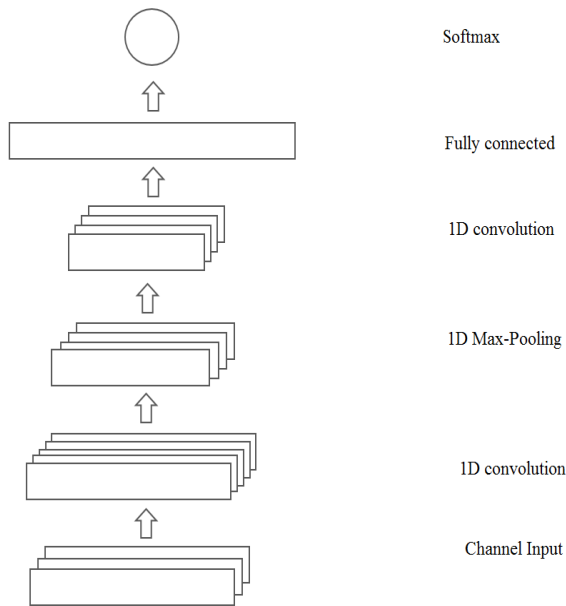 Softmax
Fully connected
1D convolution
1D Max-Pooling
1D convolution
Channel Input